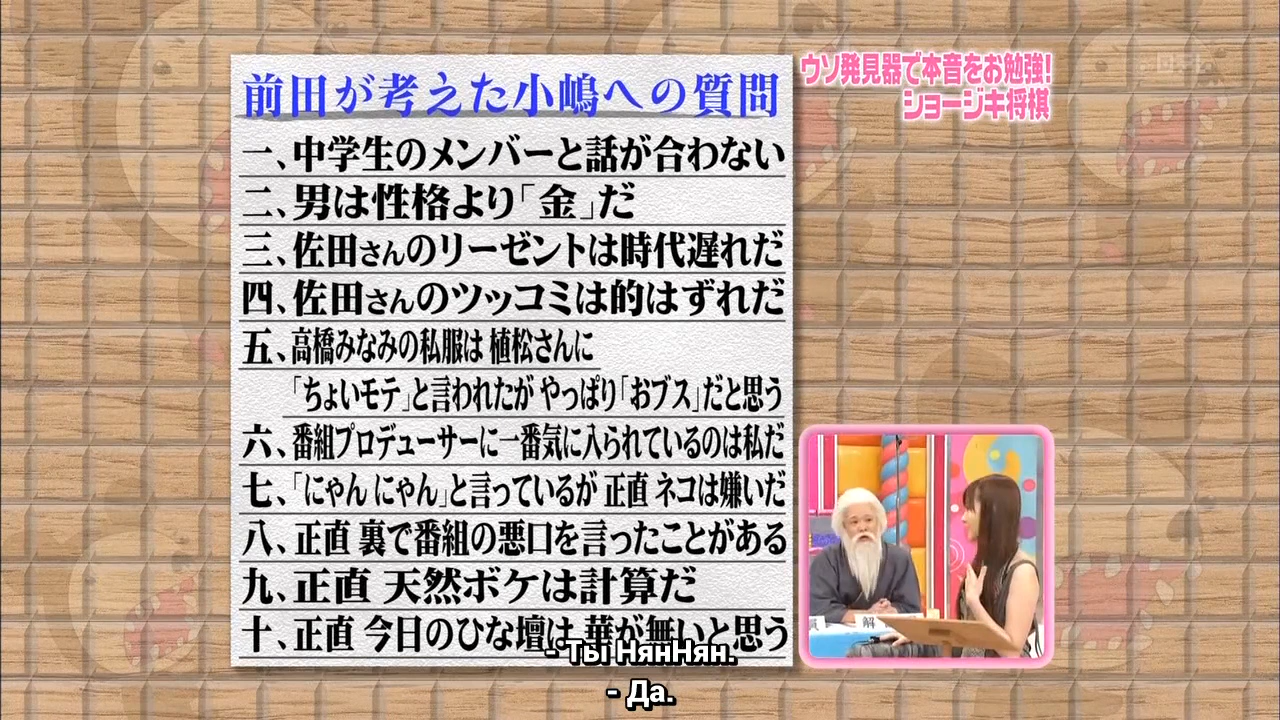 前田が考えた小嶋への質問
一、中学生のメンバーと話が合わない
二、男は性格より「金」だ
三、佐田さんのリーゼントは時代遅れだ
四、佐田さんのツッコミは的はずれだ
五、高橋みなみの私服は 植松さんに
「ちょいモテ」と言われたが やっぱり「おブス」だと思う
六、番組プロデューサーに一番気に入られているのは私だ
七、「にゃん にゃん」と言っているが 正直 ネコは嫌いだ
八、正直 裏で番組の悪口を言ったことがある
九、正直 天然ボケは計算だ
十、正直 今日のひな壇は 華が無いと思う
ウソ発見器で本音をお勉強!
ショージキ将棋
解
- Ты НянНян.
- Да.